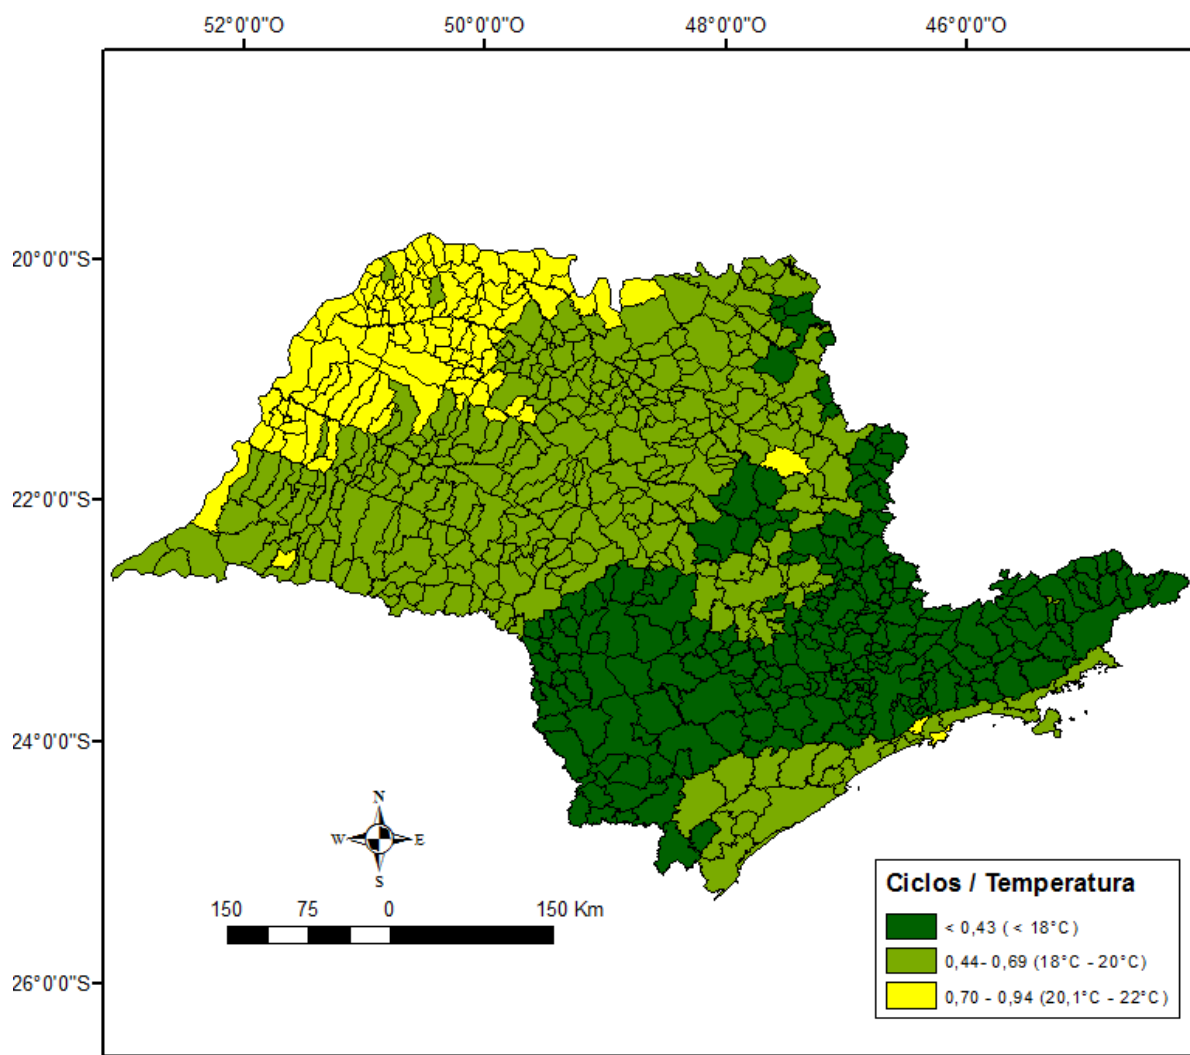 52°0'0"O 50°0'0"O 48°0'0"O 46°0'0"O
20°0'0"S
22°0'0"S
24°0'0"S
26°0'0"S
N
W E
S
150 75 0 150 Km
Ciclos / Temperatura
< 0,43 ( < 18°C)
0,44- 0,69 (18°C - 20°C)
0,70 - 0,94 (20,1°C - 22°C)